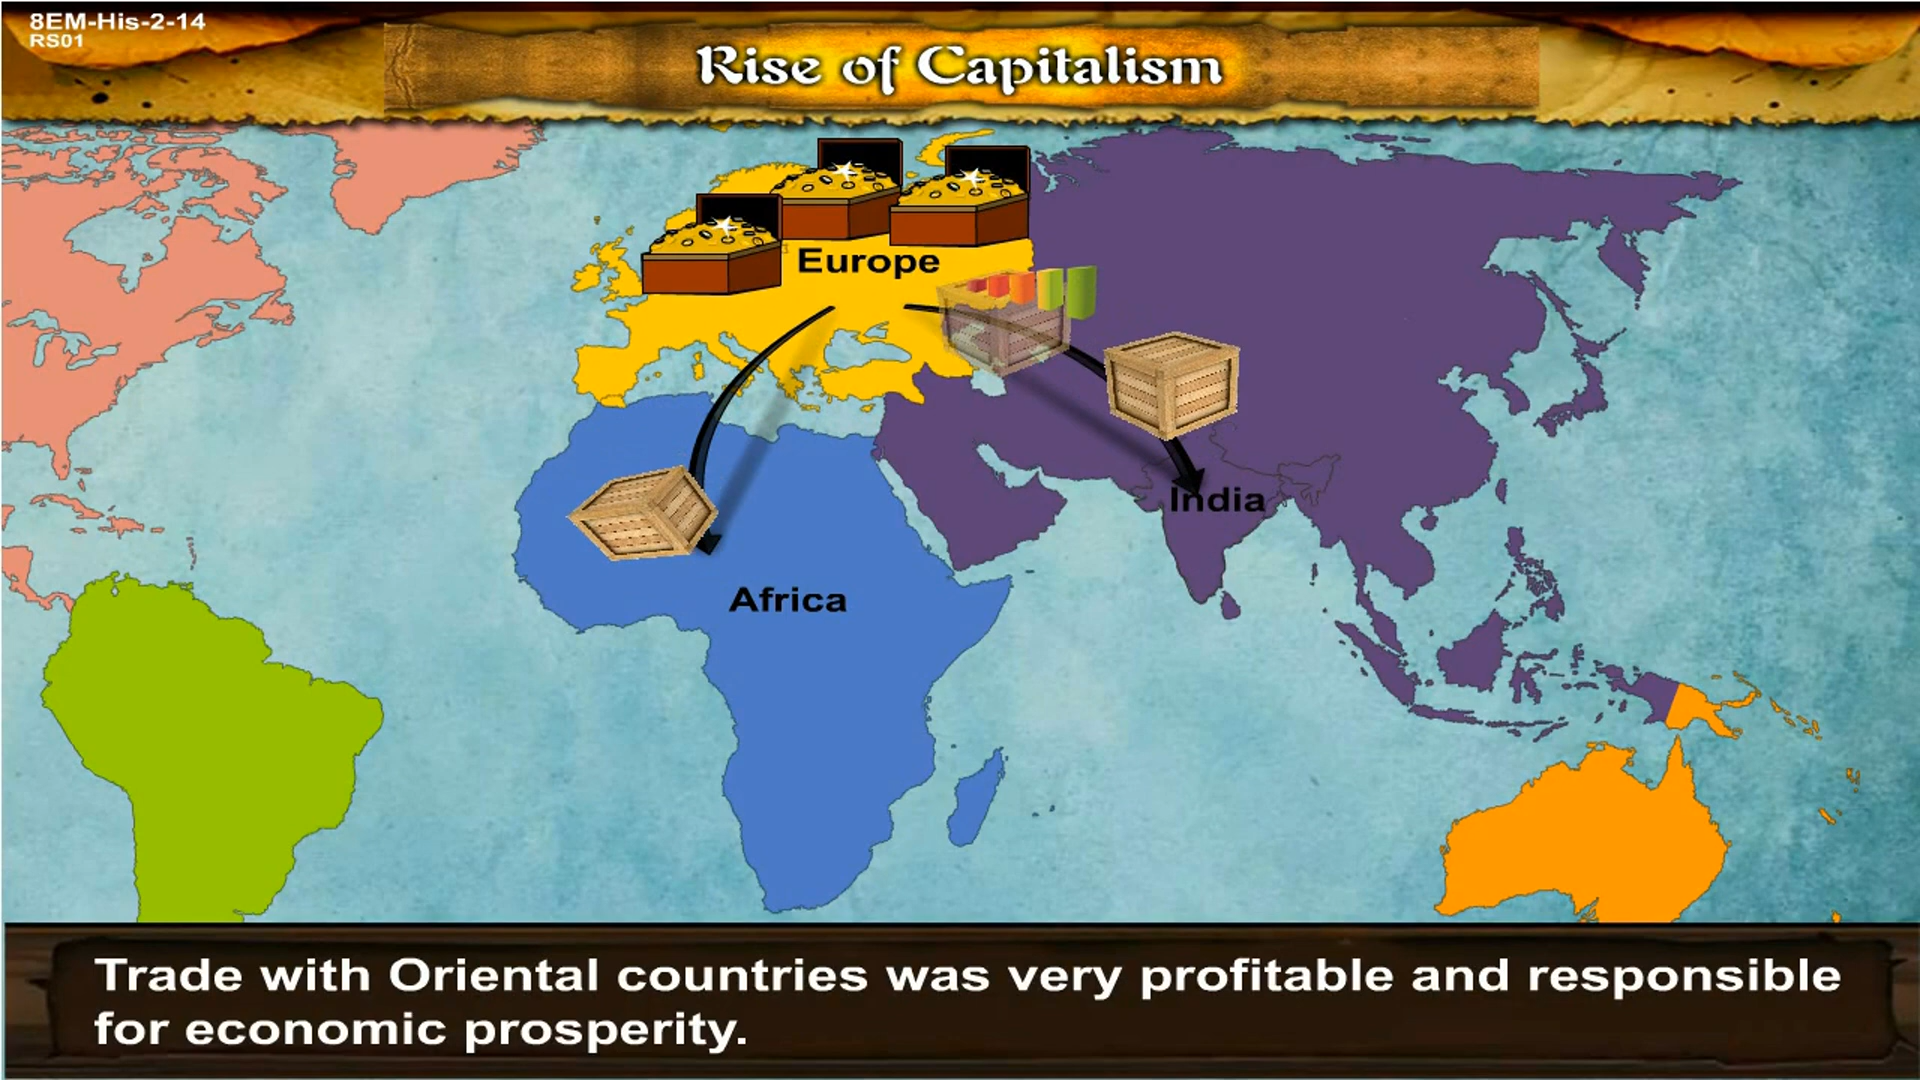 8EM-His-2-14
RS01
Rise of Capitalism
Europe
India
Africa
Trade with Oriental countries was very profitable and responsible
for economic prosperity.